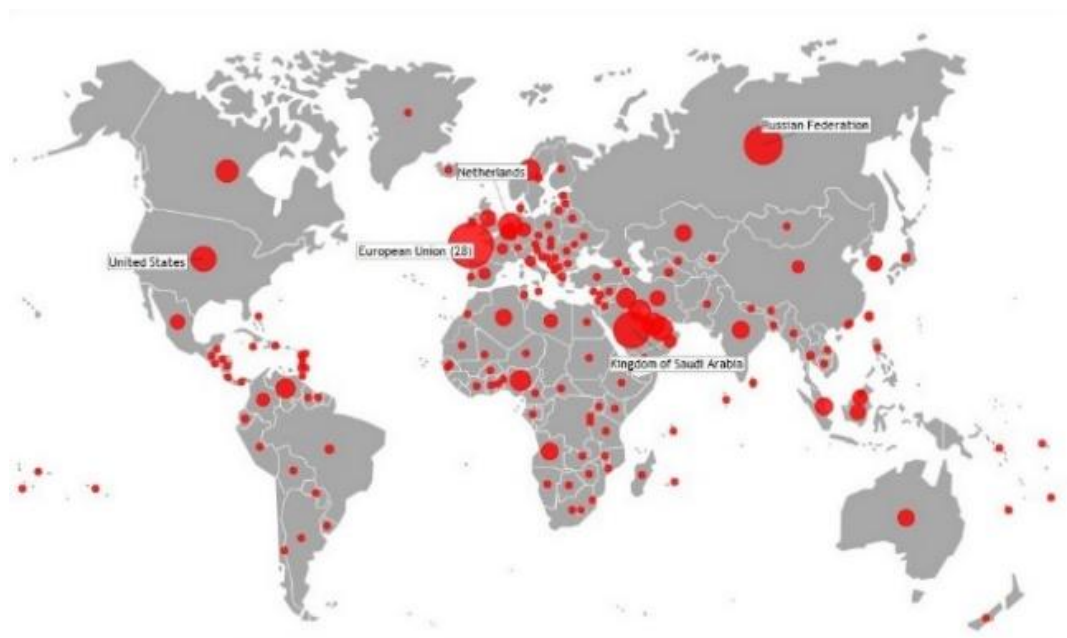 Russian Federation
Netherlands
European Union (28)
United States
Kingdom of Saudi Arabia